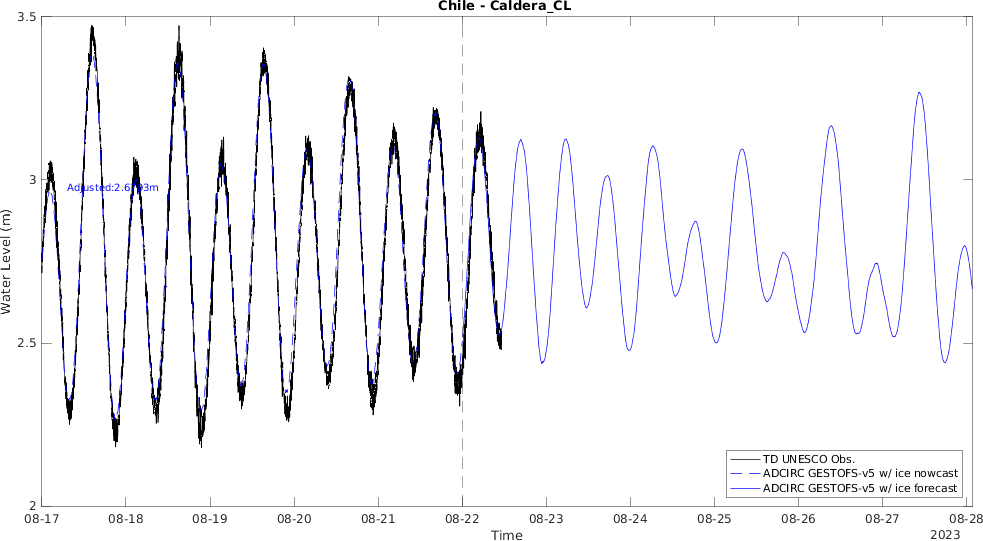 Chile - Caldera_CL
3.5
3
2.5
2
Water Level (m)
08-17
08-18
08-19
08-20
08-21
08-22
08-23
08-24
08-25
08-26
08-27
08-28
Time
2023
TD UNESCO Obs.
ADCIRC GESTOFS-v5 w/ ice nowcast
ADCIRC GESTOFS-v5 w/ ice forecast